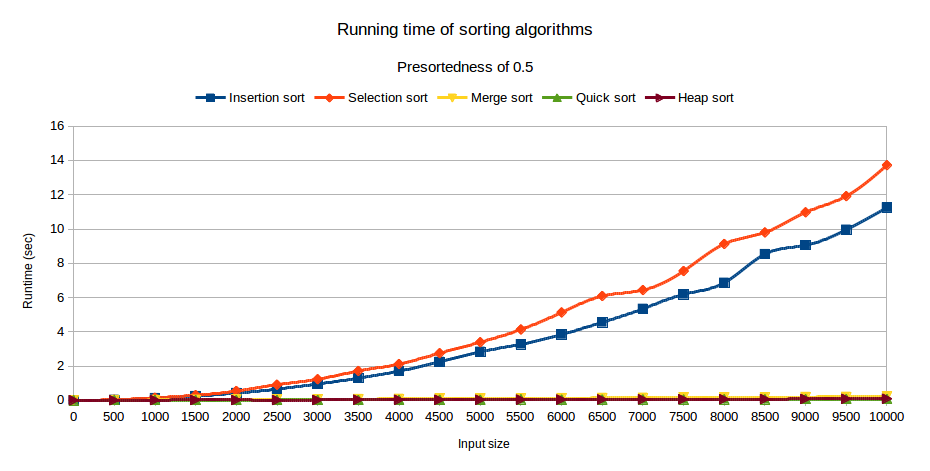 Running time of sorting algorithms
Presortedness of 0.5
Insertion sort Selection sort Merge sort Quick sort Heap sort
16
14
12
10
8
6
4
2
0
Runtime (sec)
0 500 1000 1500 2000 2500 3000 3500 4000 4500 5000 5500 6000 6500 7000 7500 8000 8500 9000 9500 10000
Input size